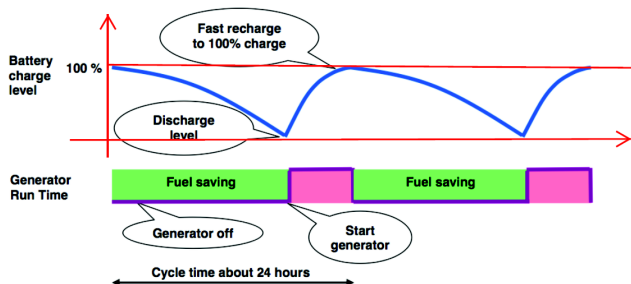 Fast recharge
to 100% charge
Battery
charge
level
100 %
Discharge
level
Generator
Run Time
Fuel saving
Fuel saving
Generator off
Start
generator
Cycle time about 24 hours